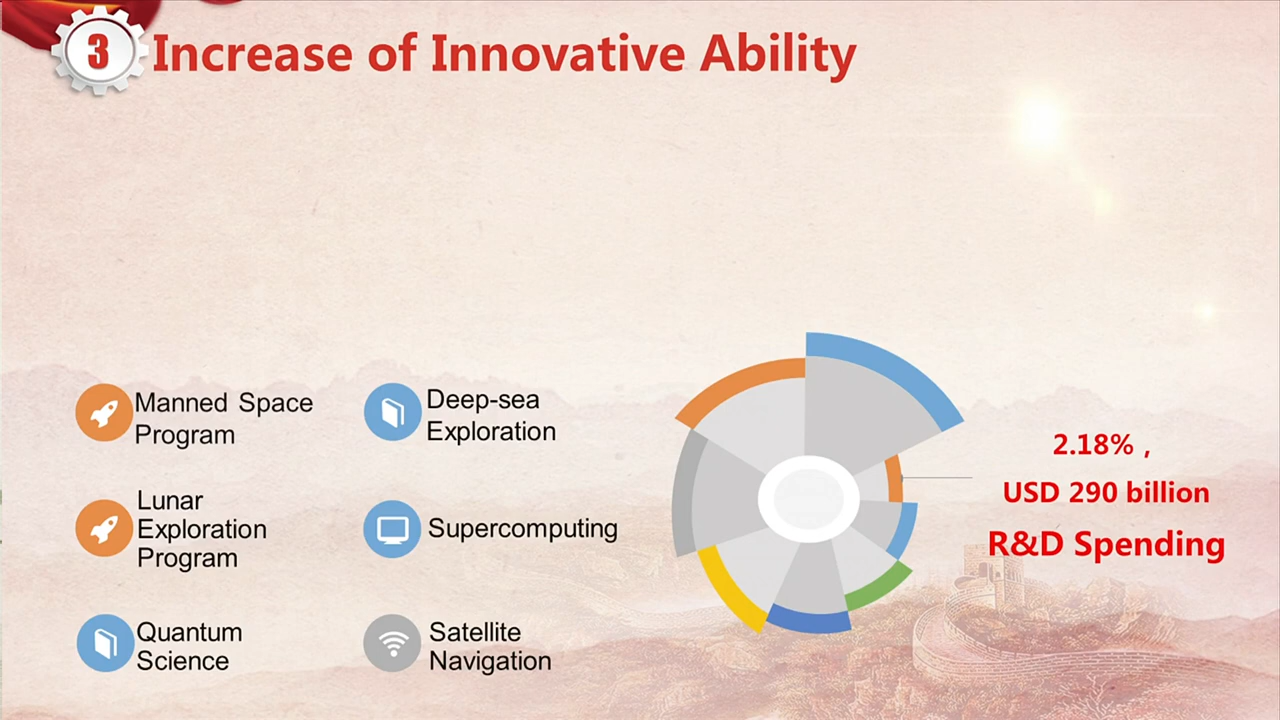 3 Increase of Innovative Ability
Manned Space
Program
Deep-sea
Exploration
Lunar
Exploration
Program
Supercomputing
Quantum
Science
Satellite
Navigation
2.18% ,
USD 290 billion
R&D Spending